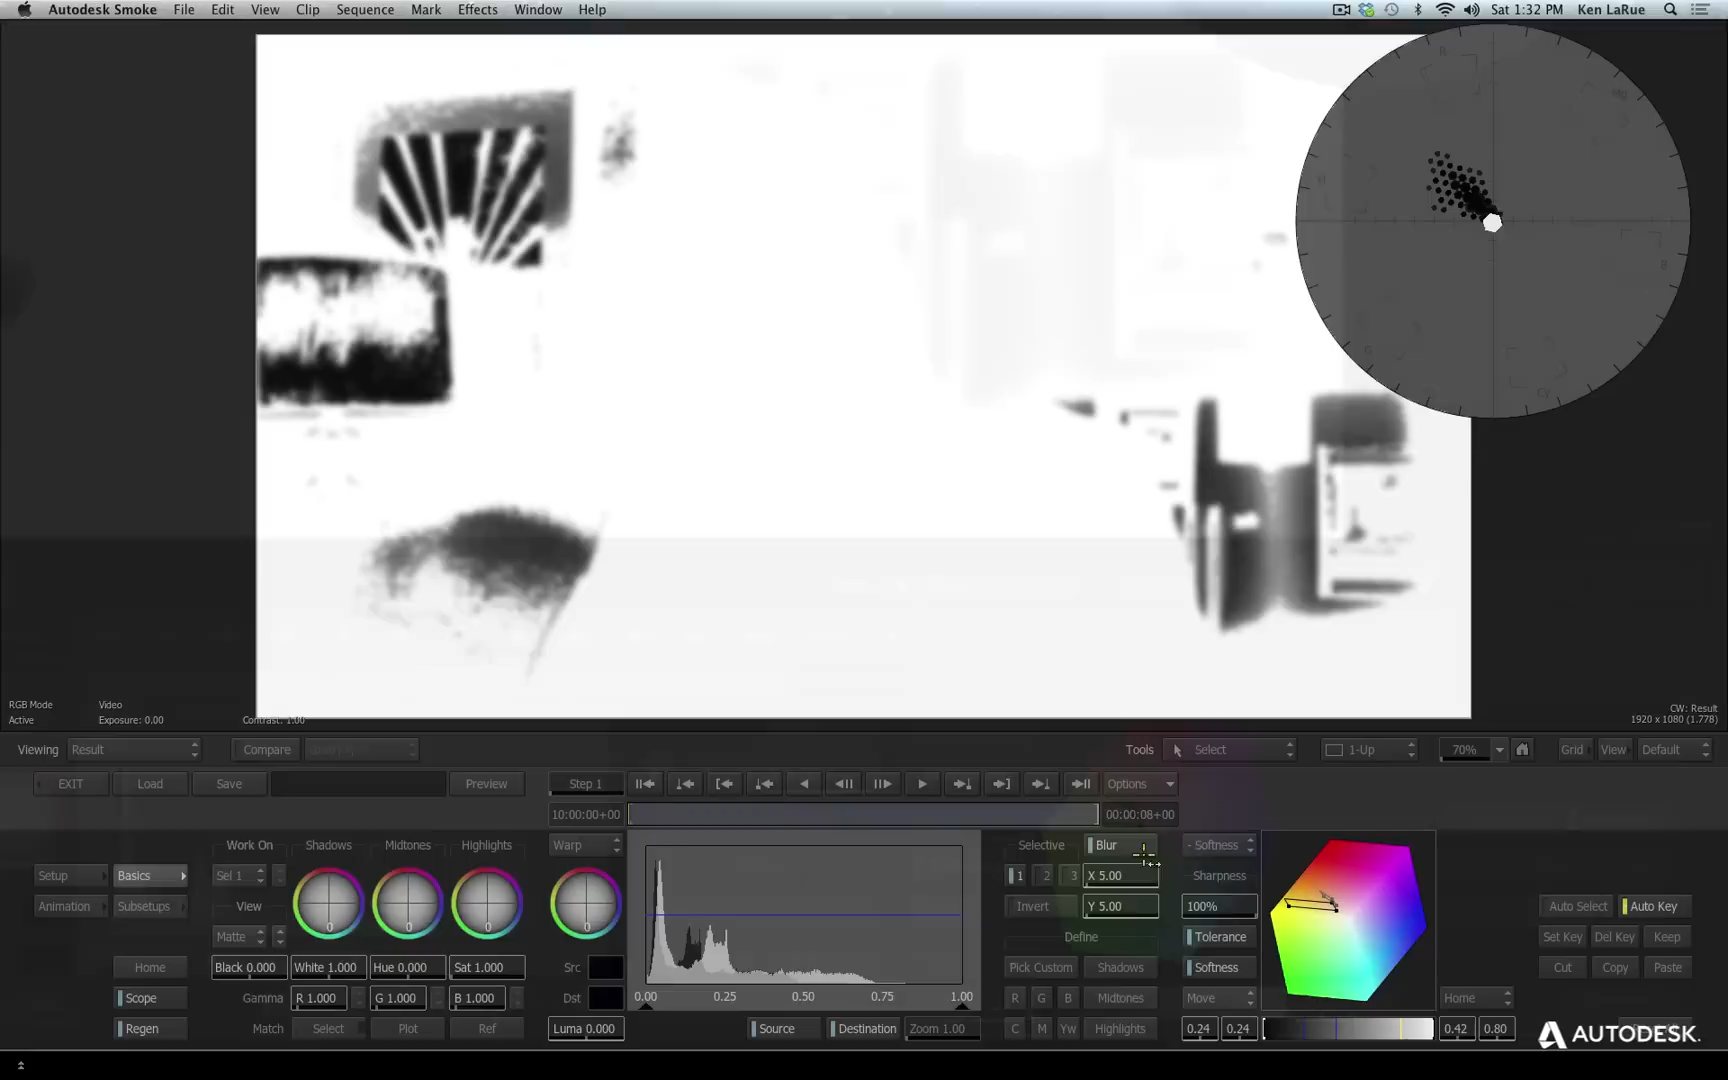 Autodesk Smoke File Edit View Clip Sequence Mark Effects Window Help Sat 1:32 PM Ken LaRue
RGB Mode Video
Active Exposure: 0.00 Contrast: 1.00
CW: Result
1920 x 1080 (1.778)
Viewing Result Compare Tools Select 1-Up 70% Grid View Default
EXIT Load Save Preview Step 1 Options
10:00:00+00 00:00:08+00
Work On Shadows Midtones Highlights Warp Selective Blur - Softness
Setup Basics Sel 1 1 2 3 X 5.00 Sharpness
Animation Subsetups View 0 0 0 0 Invert Y 5.00 100% Auto Select Auto Key
Matte Define Tolerance Set Key Del Key Keep
Home Black 0.000 White 1.000 Hue 0.000 Sat 1.000 Src Pick Custom Shadows Softness Cut Copy Paste
Scope Gamma R 1.000 G 1.000 B 1.000 Dst 0.00 0.25 0.50 0.75 1.00 R G B Midtones Move Home
Regen Match Select Plot Ref Luma 0.000 Source Destination Zoom 1.00 C M Yw Highlights 0.24 0.24 0.42 0.80
AUTODESK.